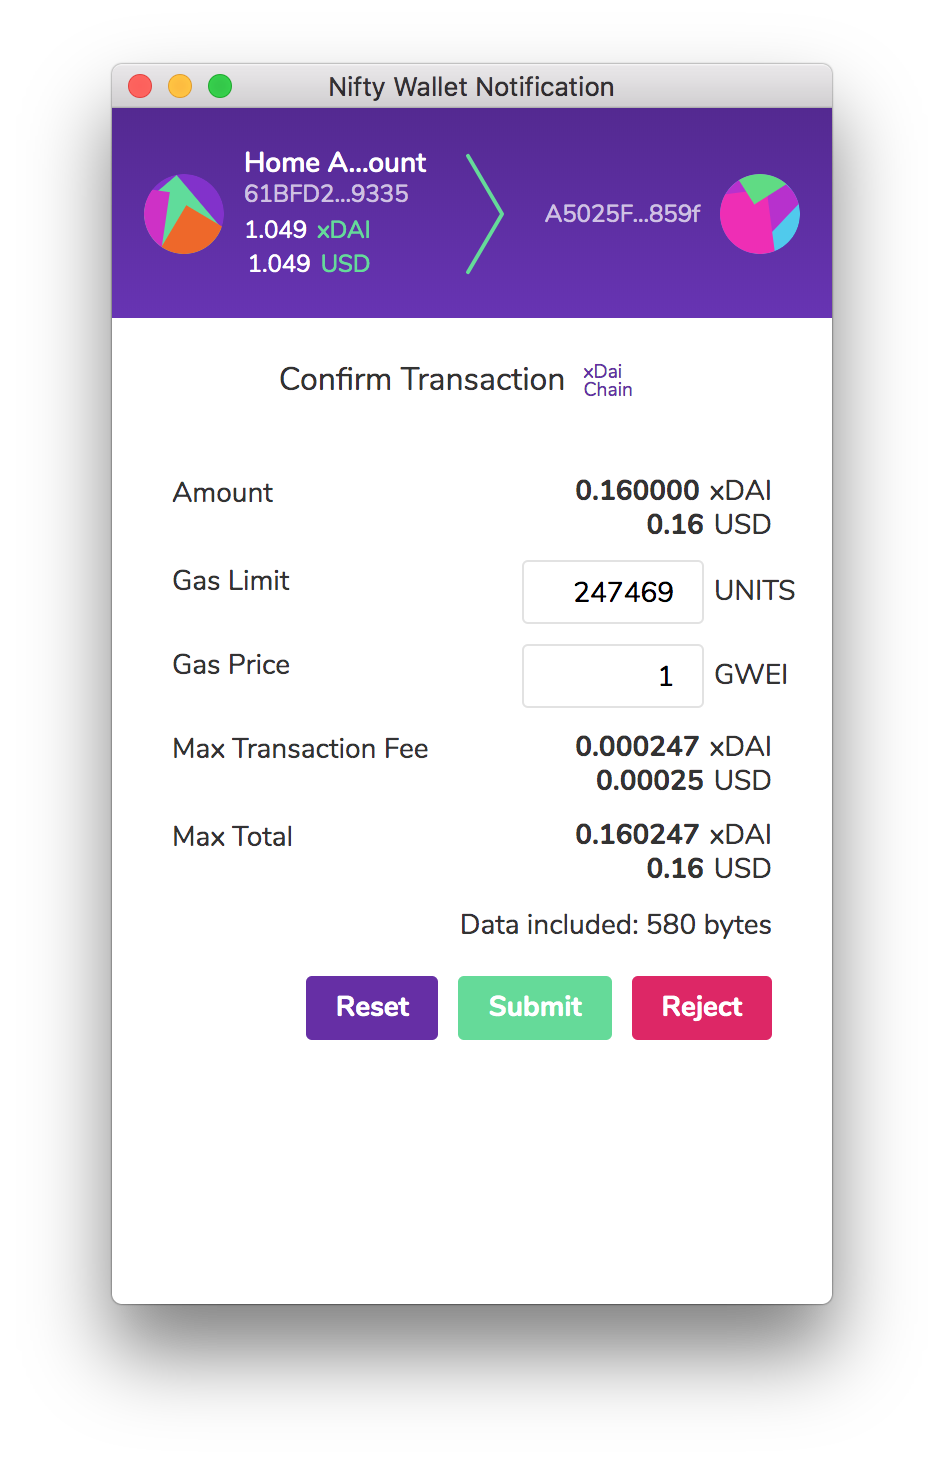 Nifty Wallet Notification
Home A...ount
61BFD2...9335
1.049 xDAI
1.049 USD
A5025F...859f
Confirm Transaction
xDai
Chain
Amount
0.160000 xDAI
0.16 USD
Gas Limit
247469 UNITS
Gas Price
1 GWEI
Max Transaction Fee
0.000247 xDAI
0.00025 USD
Max Total
0.160247 xDAI
0.16 USD
Data included: 580 bytes
Reset
Submit
Reject